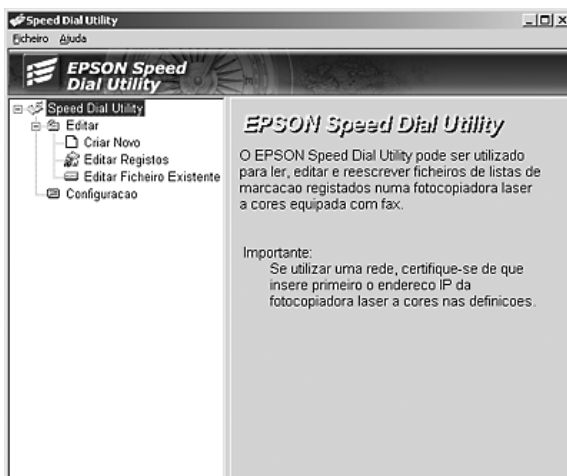 Speed Dial Utility
Ficheiro Ajuda
EPSON Speed
Dial Utility
Speed Dial Utility
Editar
Criar Novo
Editar Registos
Editar Ficheiro Existente
Configuracao
EPSON Speed Dial Utility
O EPSON Speed Dial Utility pode ser utilizado
para ler, editar e reescrever ficheiros de listas de
marcacao registados numa fotocopiadora laser
a cores equipada com fax.
Importante:
Se utilizar uma rede, certifique-se de que
insere primeiro o endereco IP da
fotocopiadora laser a cores nas definicoes.